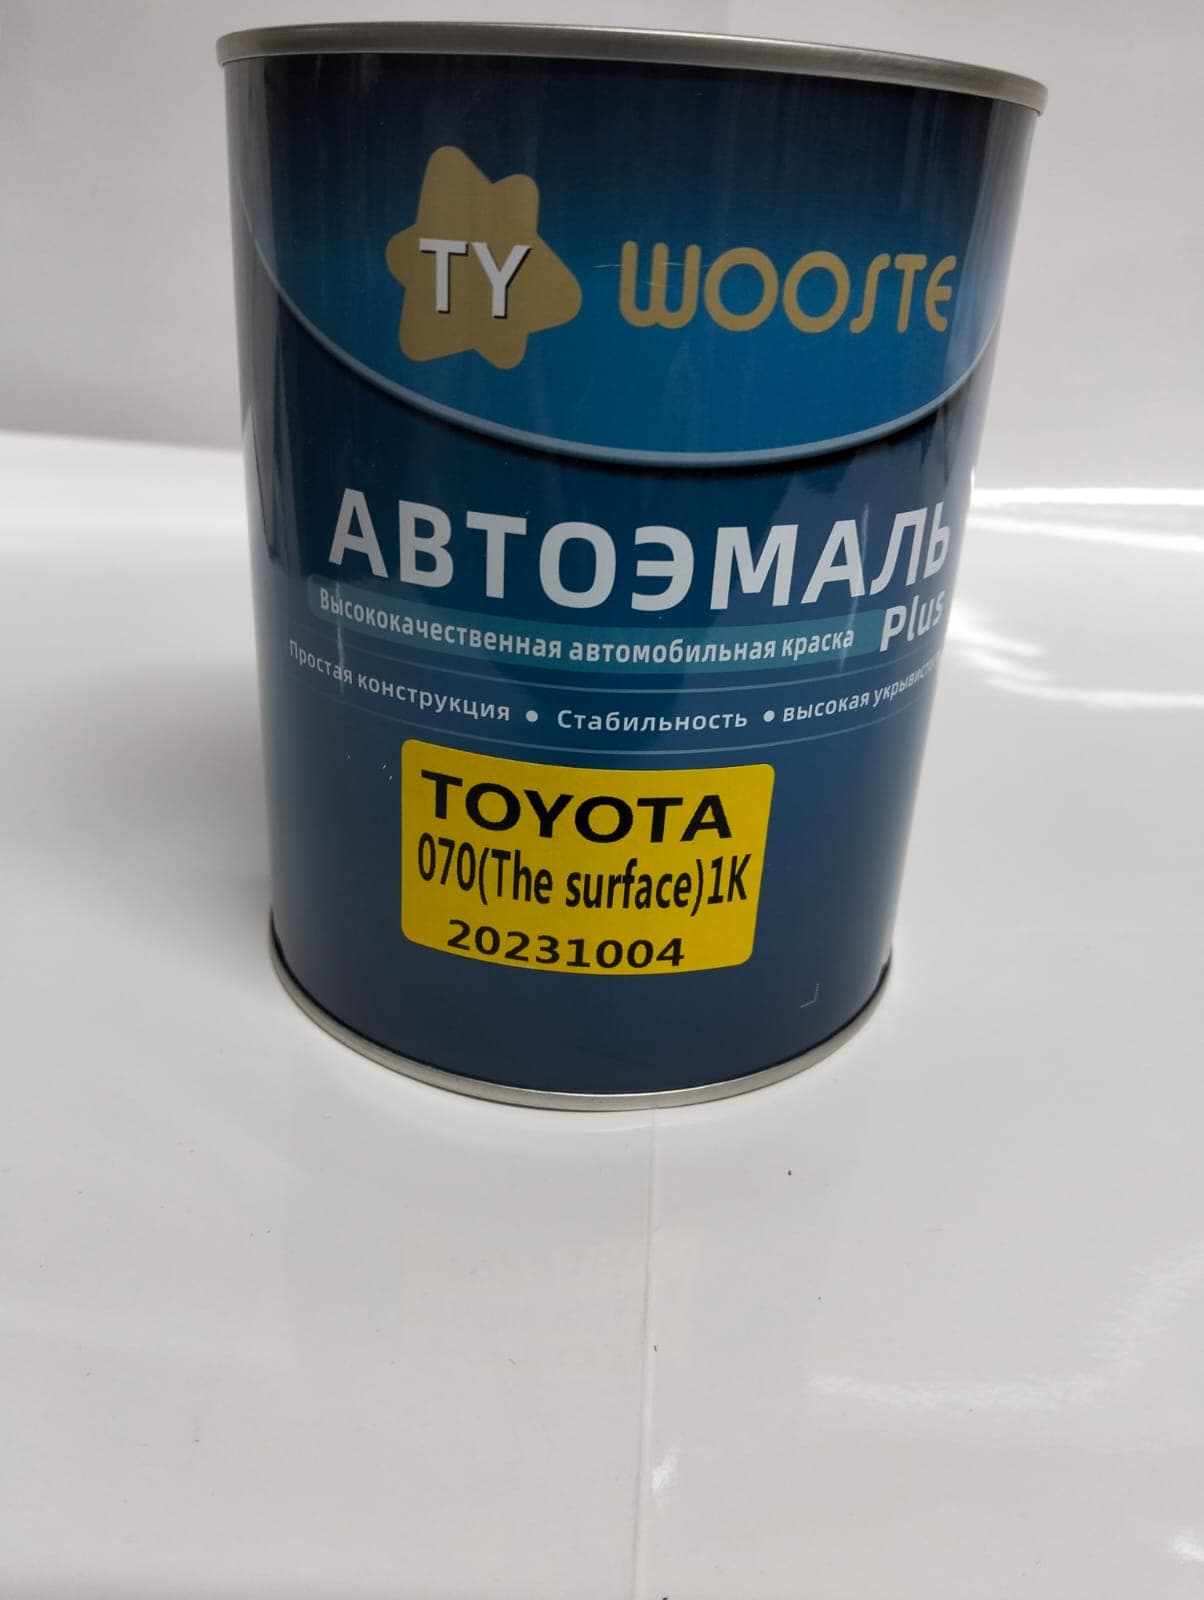 TY WOOSTE
АВТОЭМАЛЬ
Plus
Высококачественная автомобильная краска
Простая конструкция • Стабильность • высокая
TOYOTA
070(The surface)1K
20231004